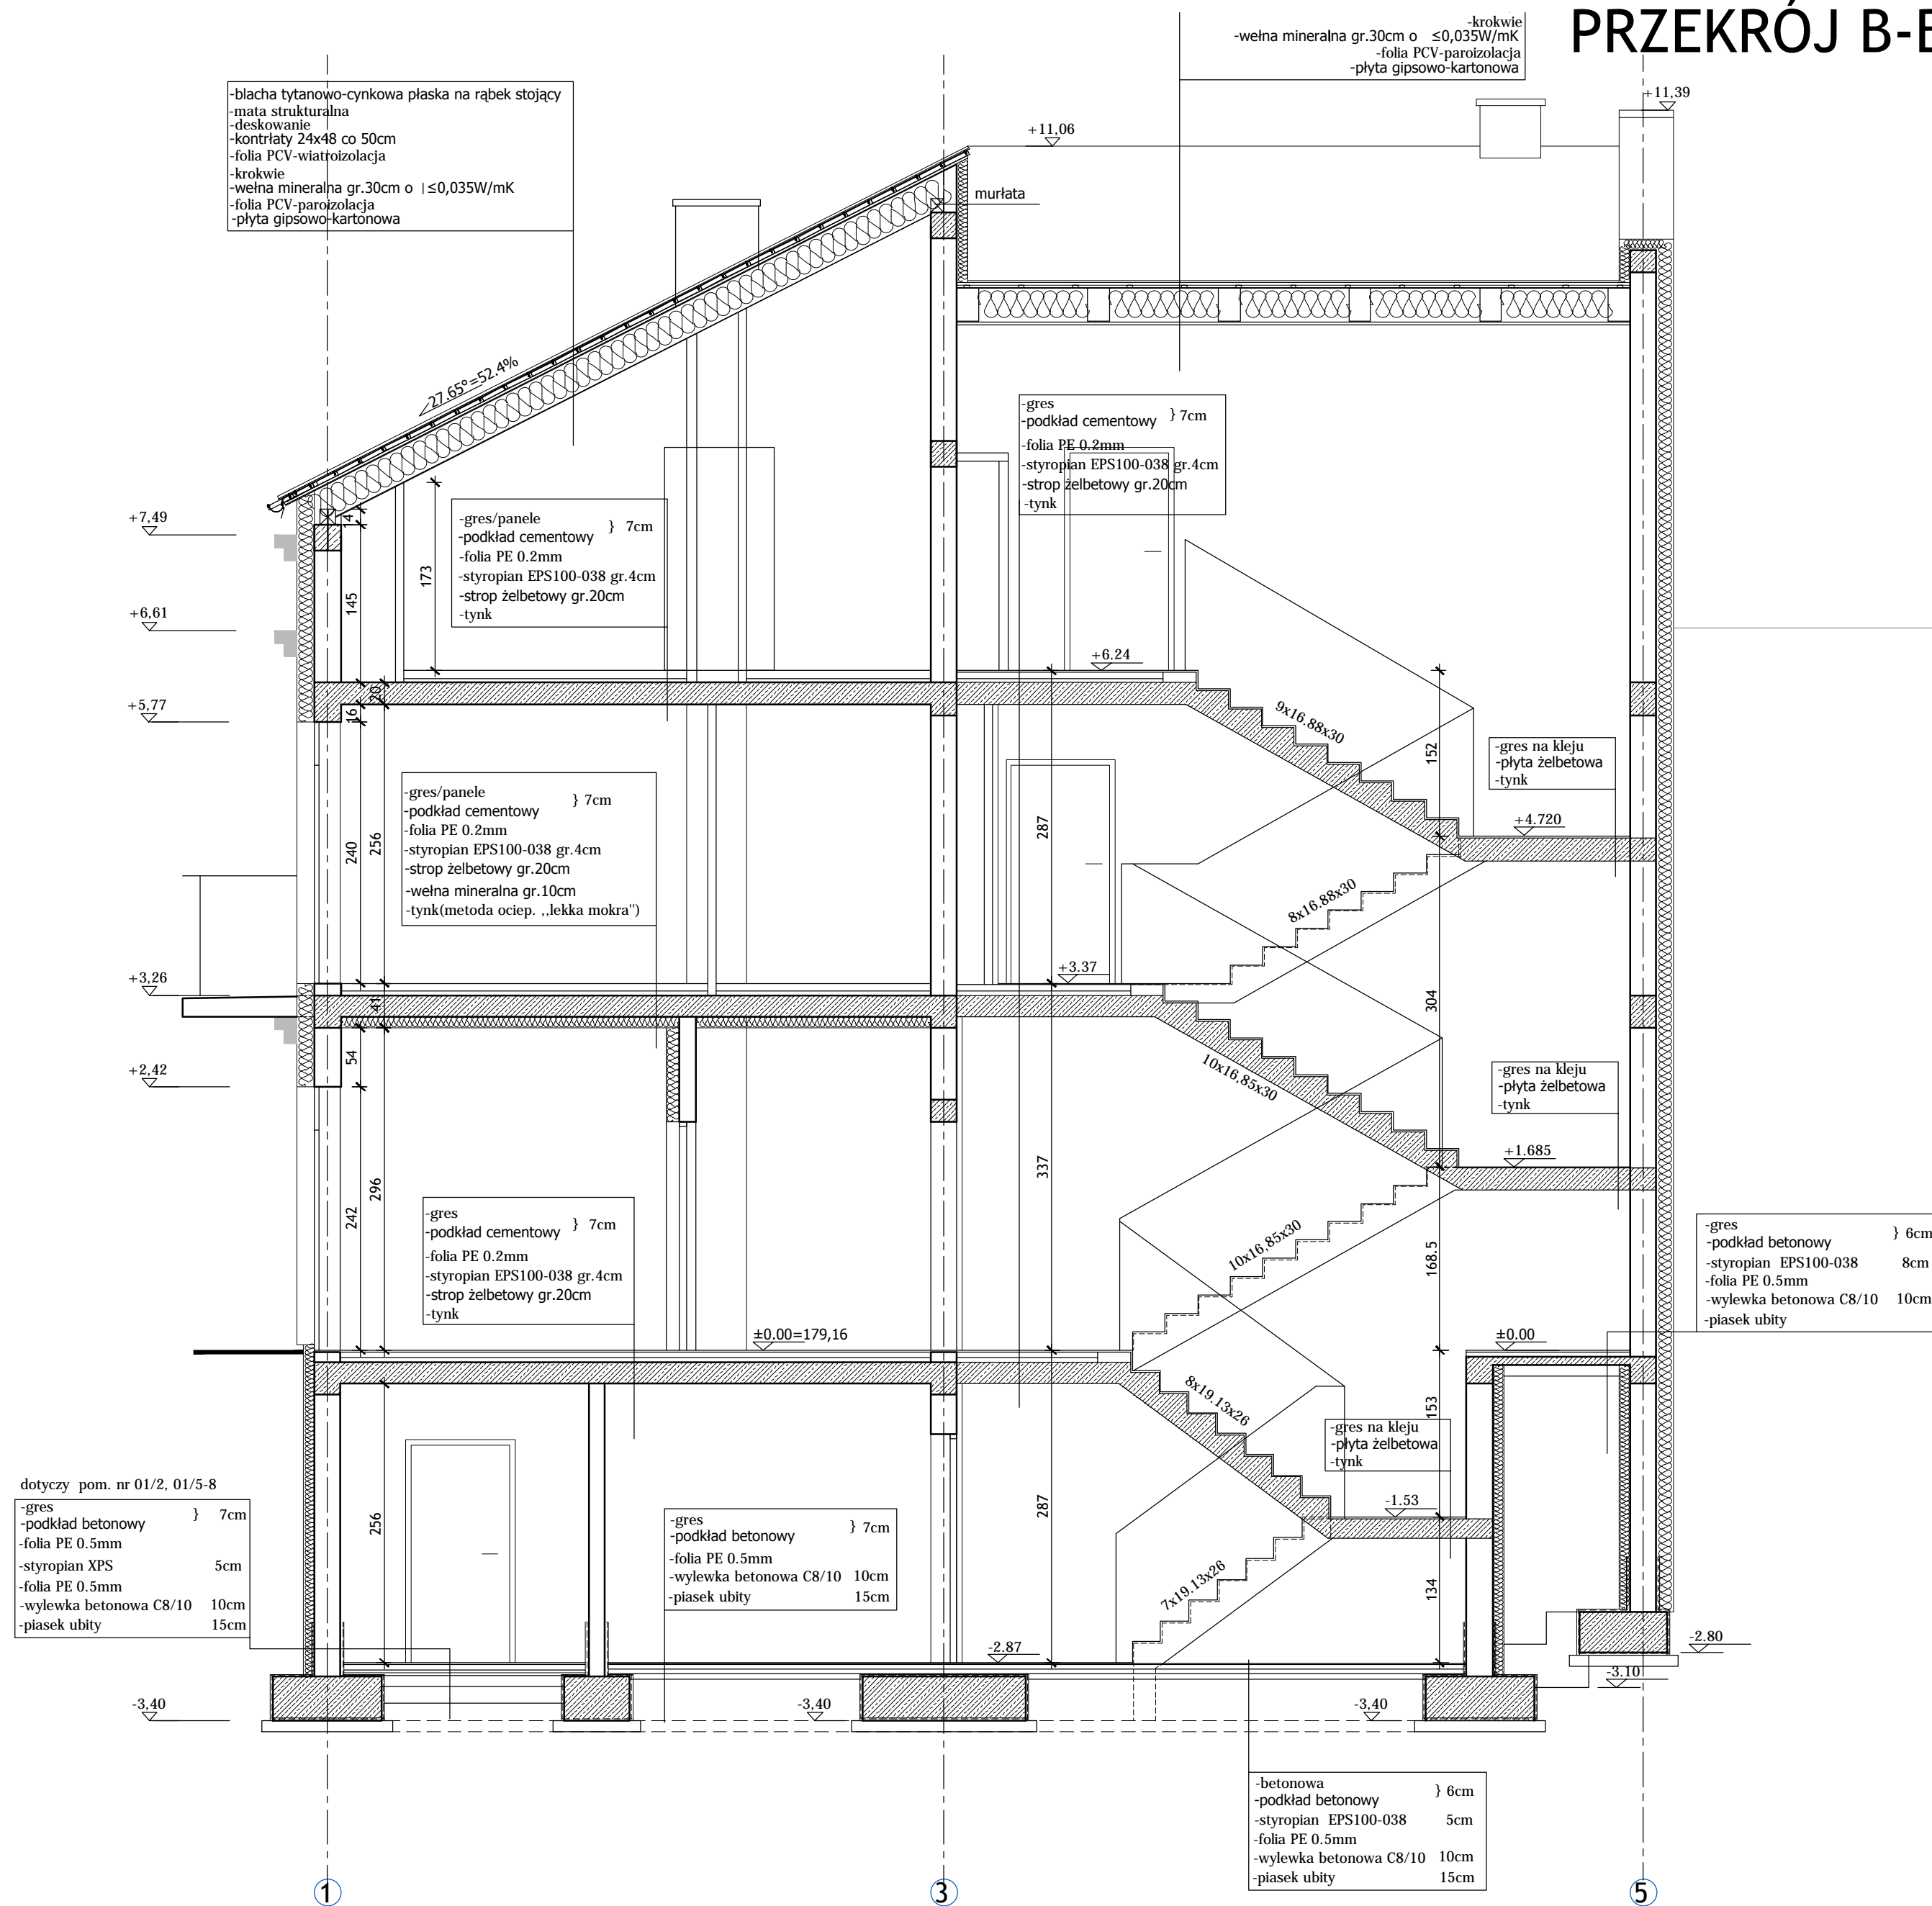 PRZEKRÓJ B-B
-krokwie
-wełna mineralna gr.30cm o ≤0,035W/mK
-folia PCV-paroizolacja
-płyta gipsowo-kartonowa
-blacha tytanowo-cynkowa płaska na rąbek stojący
-mata strukturalna
-deskowanie
-kontrłaty 24x48 co 50cm
-folia PCV-wiatroizolacja
-krokwie
-wełna mineralna gr.30cm o ≤0,035W/mK
-folia PCV-paroizolacja
-płyta gipsowo-kartonowa
+11,39
+11,06
murłata
27.65°=52.4%
-gres
-podkład cementowy } 7cm
-folia PE 0.2mm
-styropian EPS100-038 gr.4cm
-strop żelbetowy gr.20cm
-tynk
-gres/panele
-podkład cementowy } 7cm
-folia PE 0.2mm
-styropian EPS100-038 gr.4cm
-strop żelbetowy gr.20cm
-tynk
+7,49
14
145
173
+6,61
+6.24
+5,77
20
16
9x16.88x30
152
-gres na kleju
-płyta żelbetowa
-tynk
+4.720
-gres/panele
-podkład cementowy } 7cm
-folia PE 0.2mm
-styropian EPS100-038 gr.4cm
-strop żelbetowy gr.20cm
-wełna mineralna gr.10cm
-tynk(metoda ociep. ,,lekka mokra")
240
256
287
8x16.88x30
+3,26
+3.37
41
304
54
+2,42
10x16,85x30
-gres na kleju
-płyta żelbetowa
-tynk
+1.685
242
296
337
10x16,85x30
168.5
-gres
-podkład cementowy } 7cm
-folia PE 0.2mm
-styropian EPS100-038 gr.4cm
-strop żelbetowy gr.20cm
-tynk
-gres
-podkład betonowy } 6cm
-styropian EPS100-038 8cm
-folia PE 0.5mm
-wylewka betonowa C8/10 10cm
-piasek ubity
±0.00=179,16
±0.00
8x19.13x26
153
-gres na kleju
-płyta żelbetowa
-tynk
-1.53
dotyczy pom. nr 01/2, 01/5-8
-gres
-podkład betonowy } 7cm
-folia PE 0.5mm
-styropian XPS 5cm
-folia PE 0.5mm
-wylewka betonowa C8/10 10cm
-piasek ubity 15cm
256
-gres
-podkład betonowy } 7cm
-folia PE 0.5mm
-wylewka betonowa C8/10 10cm
-piasek ubity 15cm
287
7x19.13x26
134
-2.87
-2.80
-3.10
-3,40
-3,40
-3,40
-betonowa
-podkład betonowy } 6cm
-styropian EPS100-038 5cm
-folia PE 0.5mm
-wylewka betonowa C8/10 10cm
-piasek ubity 15cm
1
3
5